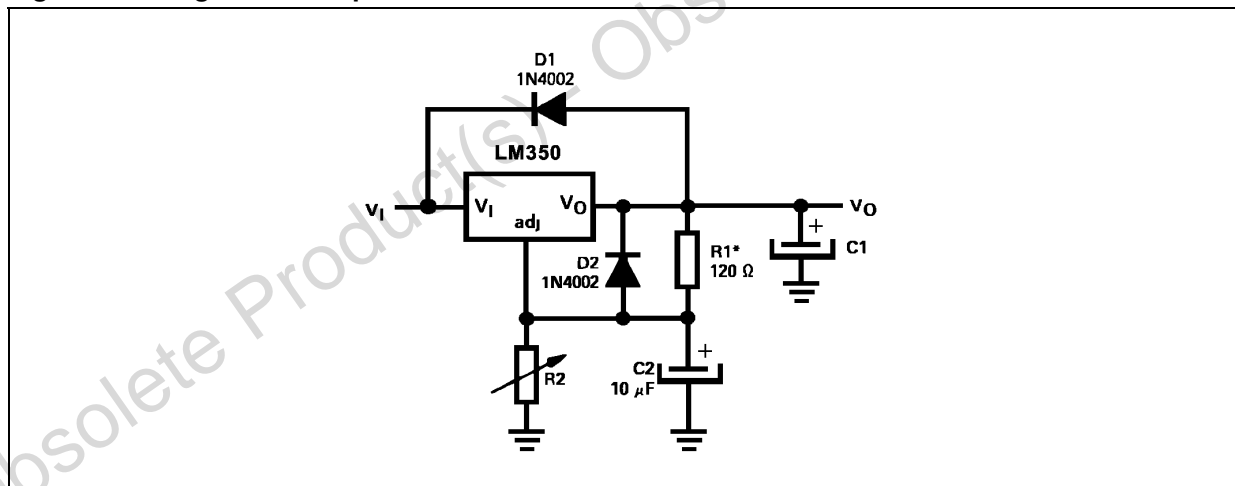 D1
1N4002
LM350
VI
VI
VO
adj
VO
D2
1N4002
R1*
120 Ω
+
C1
R2
+
C2
10 μF
Obsolete Product(s) - Obs